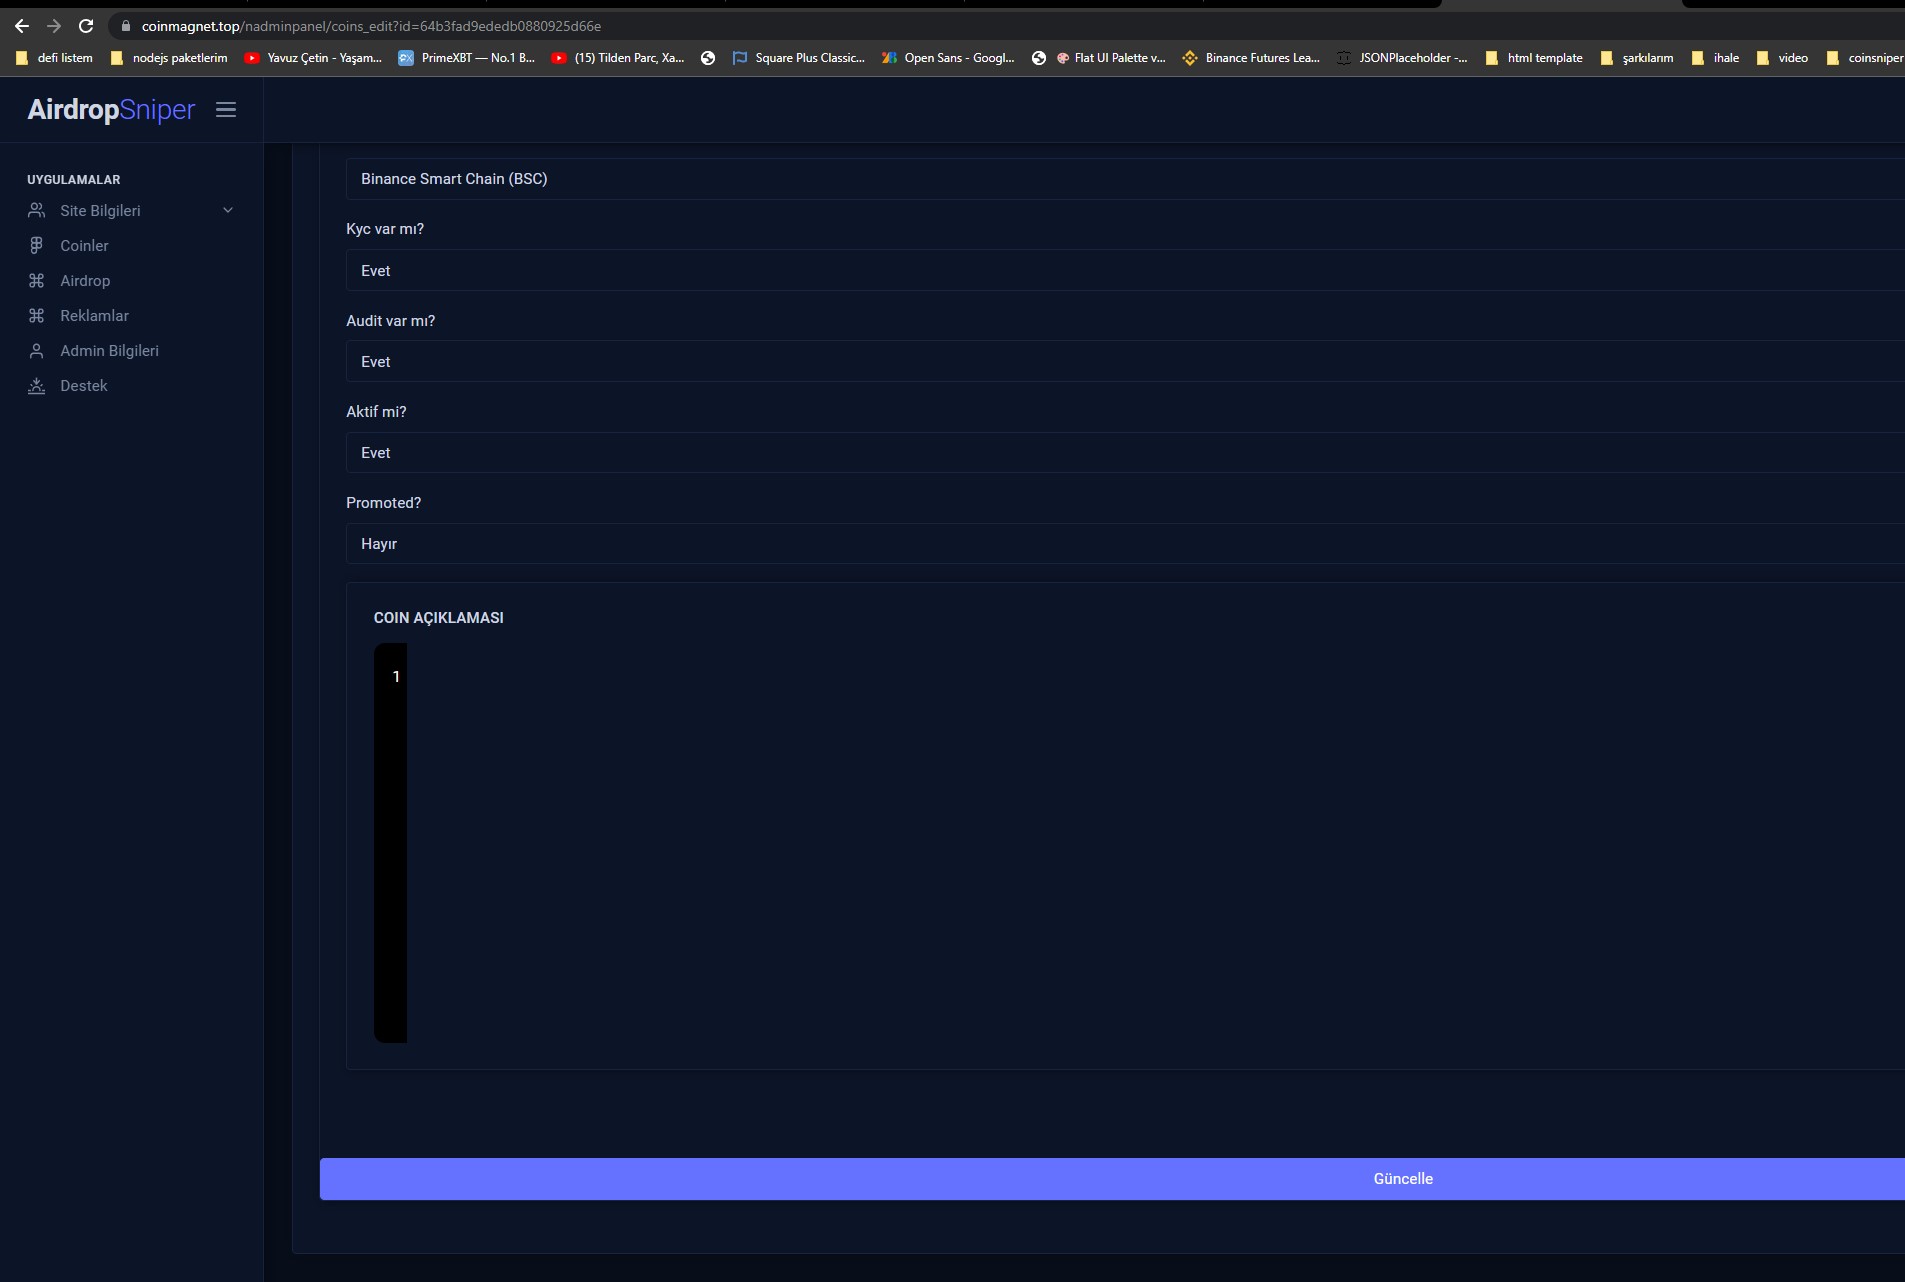 coinmagnet.top/nadminpanel/coins_edit?id=64b3fad9ededb0880925d66e
defi listem nodejs paketlerim Yavuz Çetin - Yaşam... PrimeXBT — No.1 B... (15) Tilden Parc, Xa... Square Plus Classic... Open Sans - Googl... Flat UI Palette v... Binance Futures Lea... JSONPlaceholder -... html template şarkılarım ihale video coinsniper
AirdropSniper
UYGULAMALAR
Site Bilgileri
Coinler
Airdrop
Reklamlar
Admin Bilgileri
Destek
Binance Smart Chain (BSC)
Kyc var mı?
Evet
Audit var mı?
Evet
Aktif mi?
Evet
Promoted?
Hayır
COIN AÇIKLAMASI
1
Güncelle